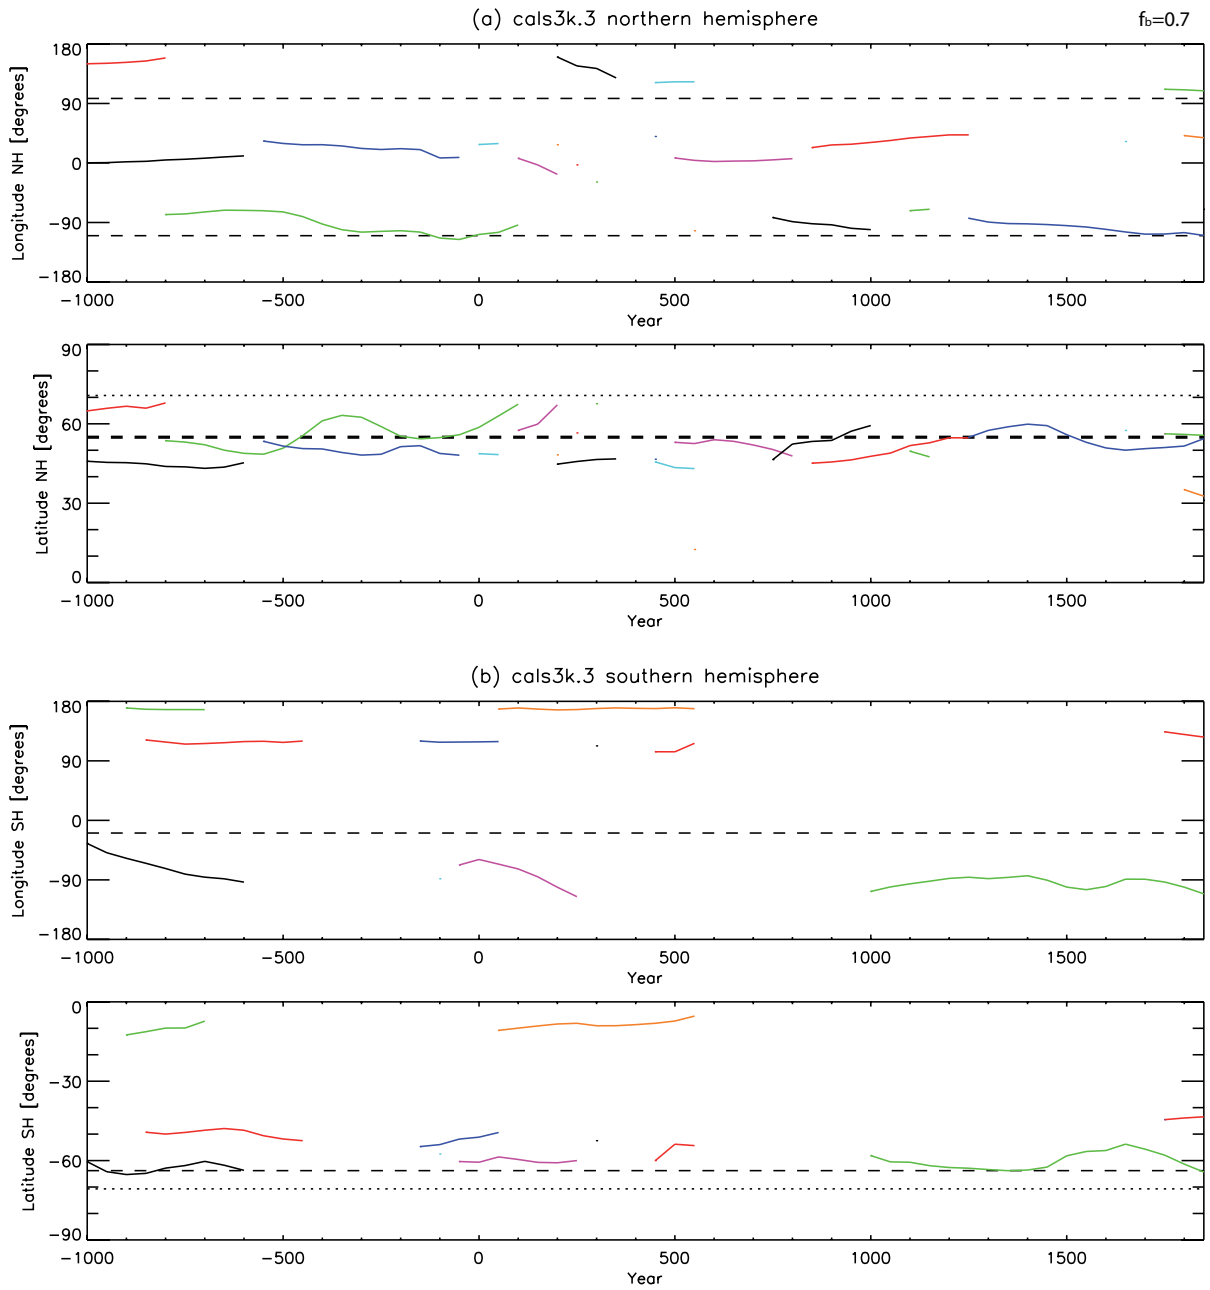 (a) cals3k.3 northern hemisphere
fb=0.7
Longitude NH [degrees]
180
90
0
−90
−180
−1000 −500 0 500 1000 1500
Year
Latitude NH [degrees]
90
60
30
0
−1000 −500 0 500 1000 1500
Year
(b) cals3k.3 southern hemisphere
Longitude SH [degrees]
180
90
0
−90
−180
−1000 −500 0 500 1000 1500
Year
Latitude SH [degrees]
0
−30
−60
−90
−1000 −500 0 500 1000 1500
Year